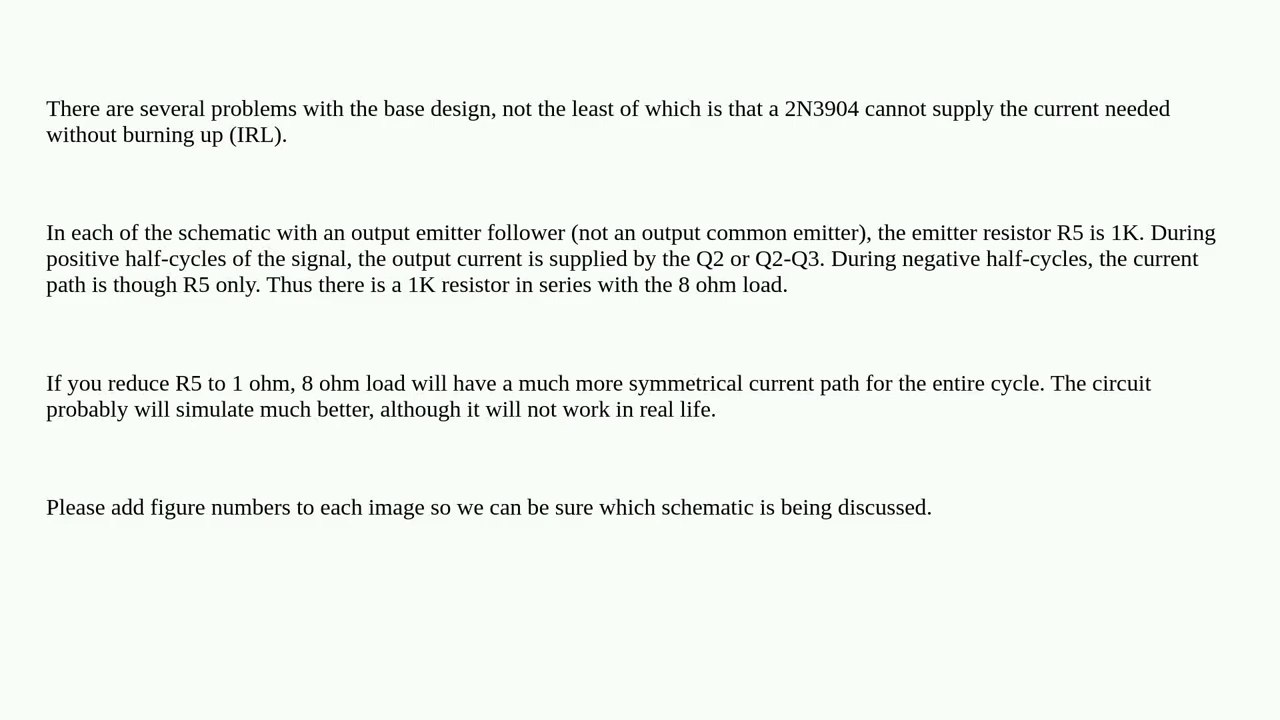 There are several problems with the base design, not the least of which is that a 2N3904 cannot supply the current needed
without burning up (IRL).
In each of the schematic with an output emitter follower (not an output common emitter), the emitter resistor R5 is 1K. During
positive half-cycles of the signal, the output current is supplied by the Q2 or Q2-Q3. During negative half-cycles, the current
path is though R5 only. Thus there is a 1K resistor in series with the 8 ohm load.
If you reduce R5 to 1 ohm, 8 ohm load will have a much more symmetrical current path for the entire cycle. The circuit
probably will simulate much better, although it will not work in real life.
Please add figure numbers to each image so we can be sure which schematic is being discussed.